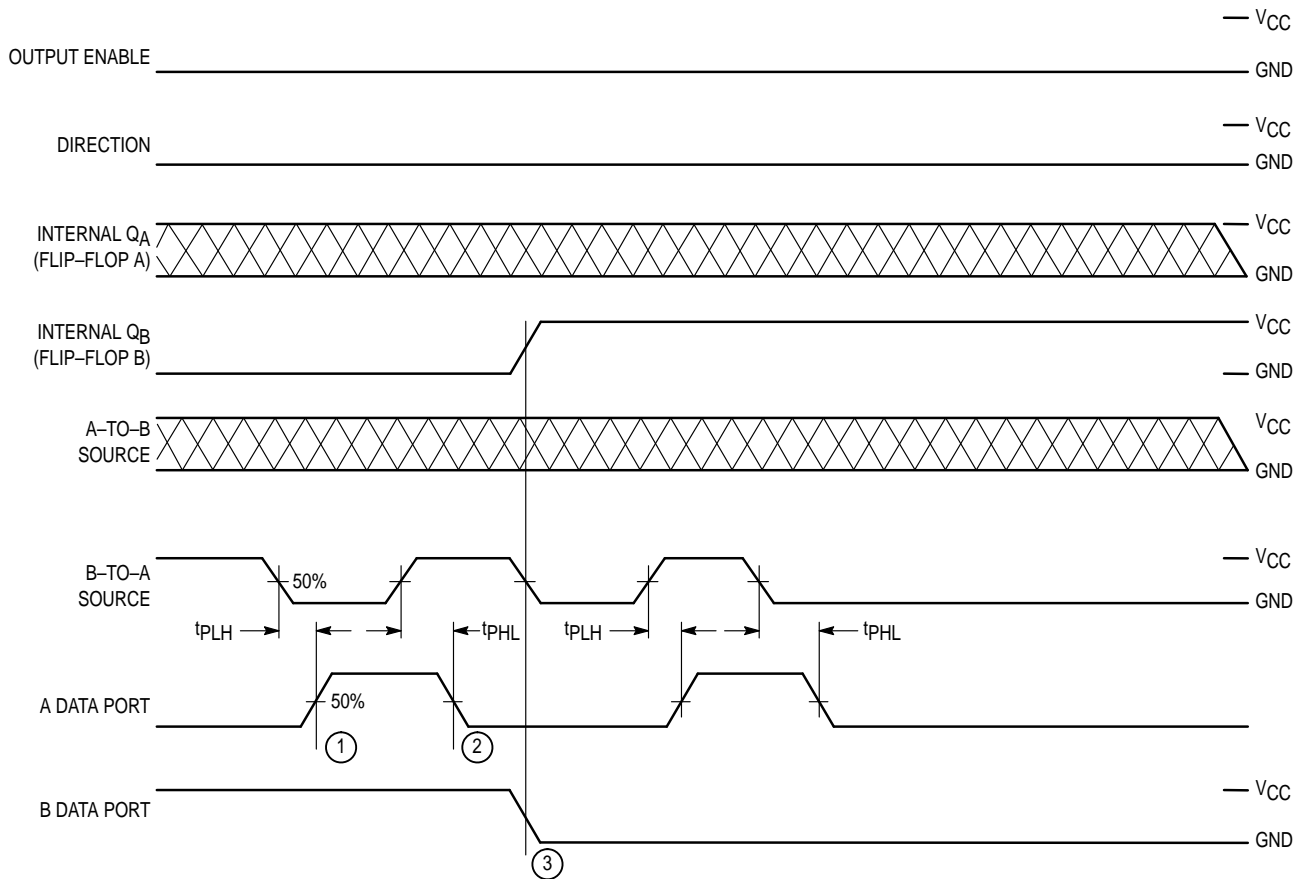 VCC
OUTPUT ENABLE
GND
VCC
DIRECTION
GND
VCC
INTERNAL QA
(FLIP–FLOP A)
GND
VCC
INTERNAL QB
(FLIP–FLOP B)
GND
VCC
A–TO–B
SOURCE
GND
VCC
B–TO–A
SOURCE
50%
GND
tPLH
tPHL
tPLH
tPHL
A DATA PORT
50%
1
2
VCC
B DATA PORT
GND
3